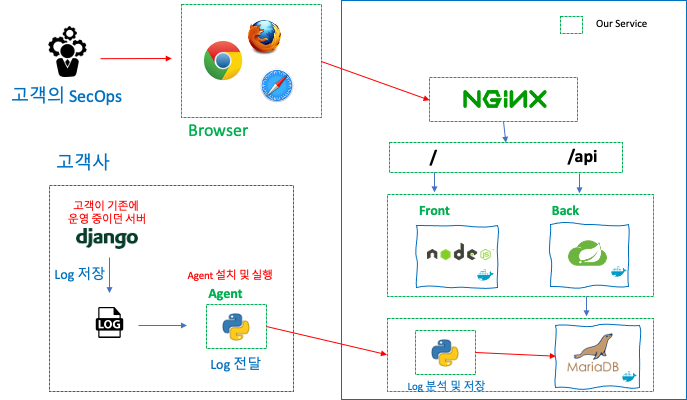 Our Service
고객의 SecOps
Browser
NGINX
/
/api
고객사
고객이 기존에
운영 중이던 서버
django
Log 저장
LOG
Agent 설치 및 실행
Agent
Log 전달
Front
node
JS
Back
Log 분석 및 저장
MariaDB